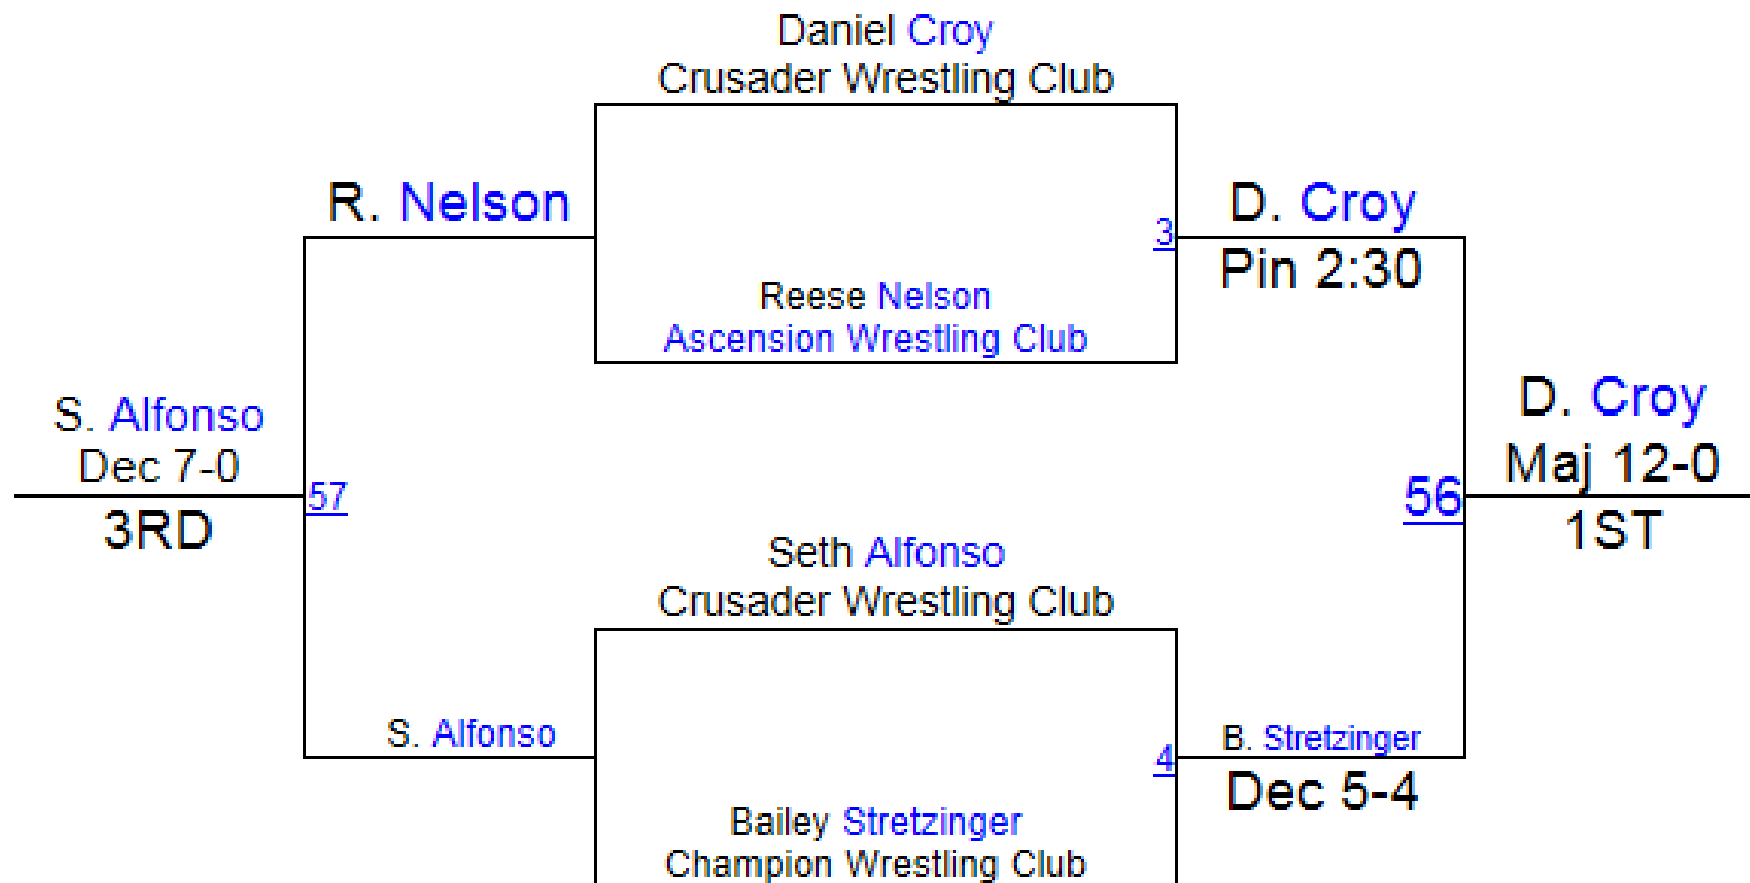 Daniel Croy
Crusader Wrestling Club
R. Nelson
3
D. Croy
Pin 2:30
Reese Nelson
Ascension Wrestling Club
S. Alfonso
Dec 7-0
57
3RD
D. Croy
Maj 12-0
56
1ST
Seth Alfonso
Crusader Wrestling Club
S. Alfonso
4
B. Stretzinger
Dec 5-4
Bailey Stretzinger
Champion Wrestling Club